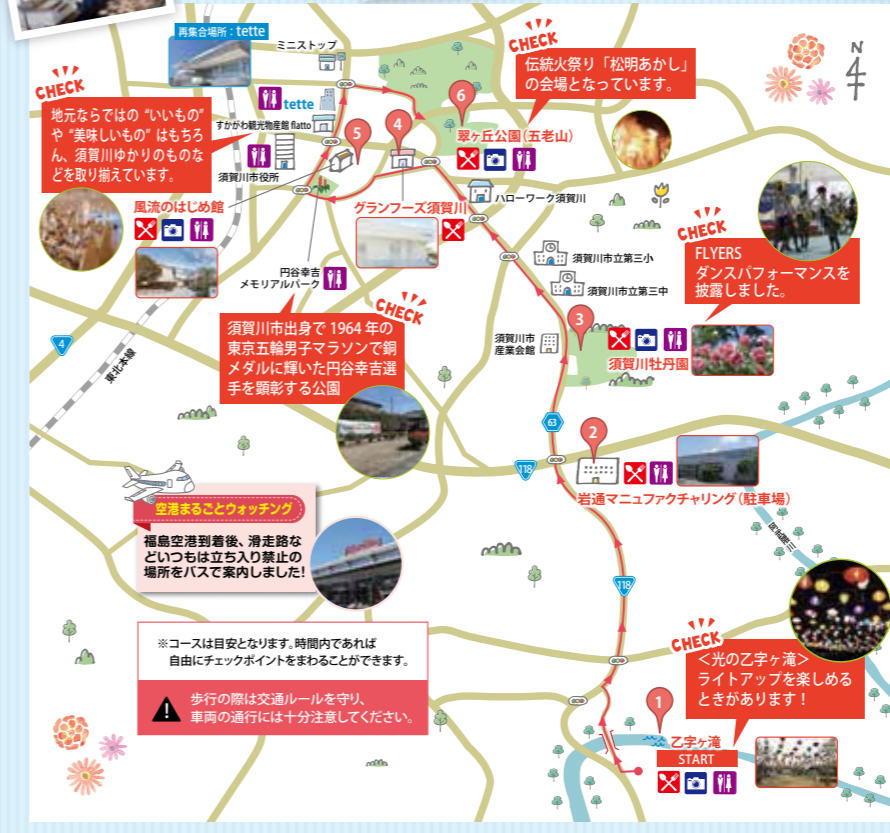 再集合場所：tette
ミニストップ
CHECK
伝統火祭り「松明あかし」
の会場となっています。
N
CHECK
地元ならではの “いいもの”
や “美味しいもの” はもちろ
ん、須賀川ゆかりのものな
どを取り揃えています。
tette
すかがわ観光物産館 flatto
須賀川市役所
5
4
6
翠ヶ丘公園（五老山）
ハローワーク須賀川
風流のはじめ館
グランフーズ須賀川
円谷幸吉
メモリアルパーク
須賀川市立第三小
須賀川市立第三中
CHECK
FLYERS
ダンスパフォーマンスを
披露しました。
CHECK
須賀川市出身で 1964 年の
東京五輪男子マラソンで銅
メダルに輝いた円谷幸吉選
手を顕彰する公園
4
東北本線
須賀川市
産業会館
3
須賀川牡丹園
63
2
118
岩通マニュファクチャリング（駐車場）
阿武隈川
空港まるごとウォッチング
福島空港到着後、滑走路な
どいつもは立ち入り禁止の
場所をバスで案内しました！
118
CHECK
＜光の乙字ヶ滝＞
ライトアップを楽しめる
ときがあります！
※コースは目安となります。時間内であれば
自由にチェックポイントをまわることができます。
歩行の際は交通ルールを守り、
車両の通行には十分注意してください。
1
乙字ヶ滝
START